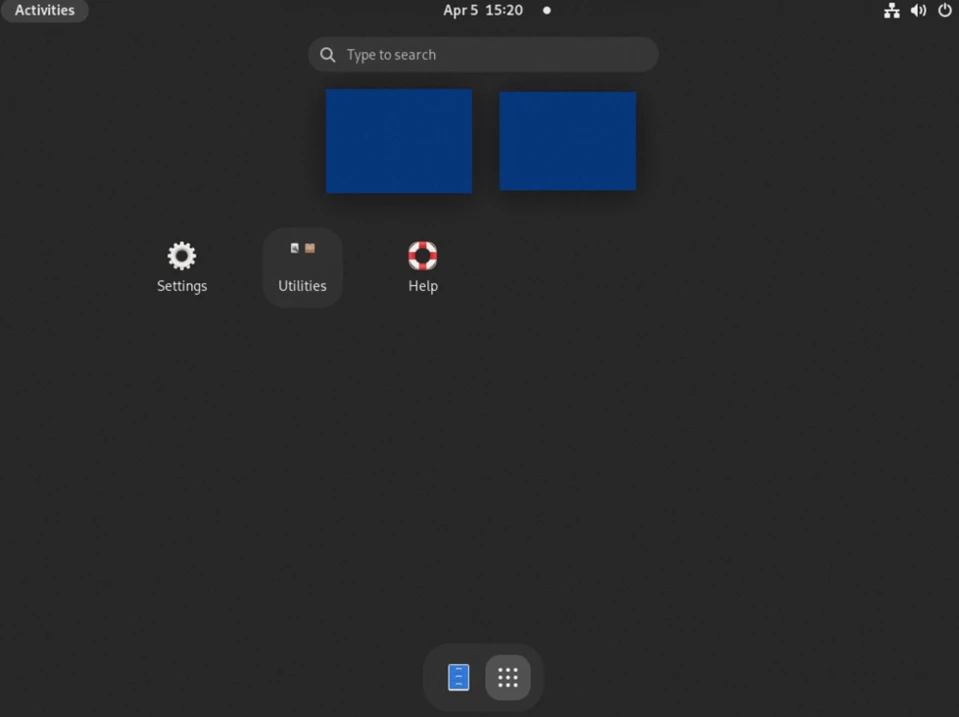 Activities
Apr 5 15:20
Type to search
Settings
Utilities
Help